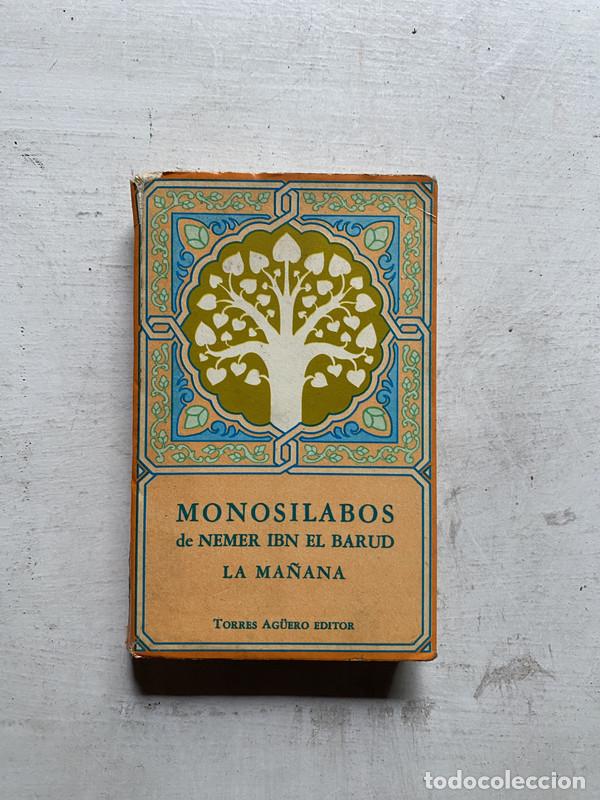 MONOSILABOS
de NEMER IBN EL BARUD
LA MAÑANA
TORRES AGÜERO EDITOR
todocoleccion